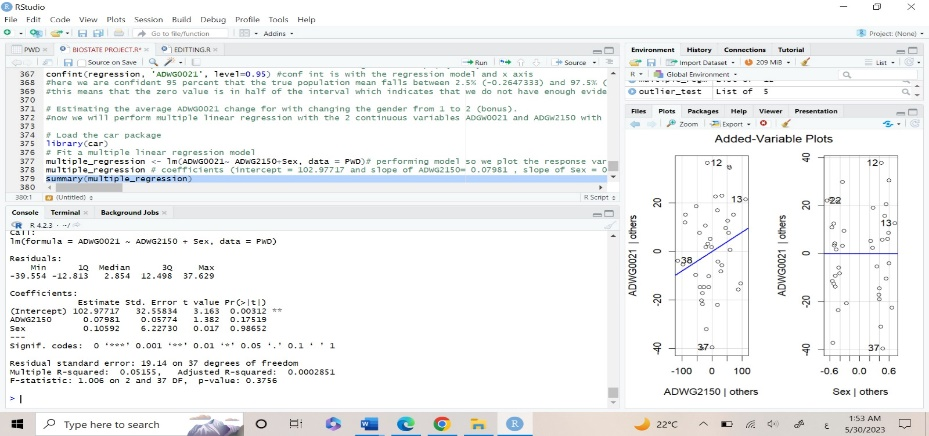 RStudio
File Edit Code View Plots Session Build Debug Profile Tools Help
Go to file/function Addins Project: (None)
PWD BIOSTATE PROJECT.R* EDITTING.R
Source on Save Run Source
367 confint(regression, 'ADWG0021', level=0.95) #conf int is with the regression model and x axis
368 #here we are confident 95 percent that the true population mean falls between 2.5% (-0.2647333) and 97.5% (
369 #this means that the zero value is in half of the interval which indicates that we do not have enough evide
370
371 # Estimating the average ADWG0021 change for with changing the gender from 1 to 2 (bonus).
372 #now we will perform multiple linear regression with the 2 continuous variables ADGW0021 and ADGW2150 with
373
374 # Load the car package
375 library(car)
376 # Fit a multiple linear regression model
377 multiple_regression <- lm(ADWG0021~ ADWG2150+Sex, data = PWD)# performing model so we plot the response var
378 multiple_regression # coefficients (intercept = 102.97717 and slope of ADWG2150= 0.07981 , slope of Sex = 0
379 summary(multiple_regression)
380
380:1 (Untitled) R Script
Console Terminal Background Jobs
R 4.2.3 · ~/
Call:
lm(formula = ADWG0021 ~ ADWG2150 + Sex, data = PWD)
Residuals:
Min 1Q Median 3Q Max
-39.554 -12.813 2.854 12.498 37.629
Coefficients:
Estimate Std. Error t value Pr(>|t|)
(Intercept) 102.97717 32.55834 3.163 0.00312 **
ADWG2150 0.07981 0.05774 1.382 0.17519
Sex 0.10592 6.22730 0.017 0.98652
---
Signif. codes: 0 ‘***’ 0.001 ‘**’ 0.01 ‘*’ 0.05 ‘.’ 0.1 ‘ ’ 1
Residual standard error: 19.14 on 37 degrees of freedom
Multiple R-squared: 0.05155, Adjusted R-squared: 0.0002851
F-statistic: 1.006 on 2 and 37 DF, p-value: 0.3756
>
Environment History Connections Tutorial
Import Dataset 209 MiB List
R Global Environment
outlier_test List of 5
Files Plots Packages Help Viewer Presentation
Zoom Export
Added-Variable Plots
ADWG0021 | others
-40 -20 0 20
12
13
38
37
-100 0 50 100
ADWG2150 | others
ADWG0021 | others
-40 -20 0 20 40
12
22
13
37
-0.6 0.0 0.6
Sex | others
Type here to search
22°C
1:53 AM
5/30/2023